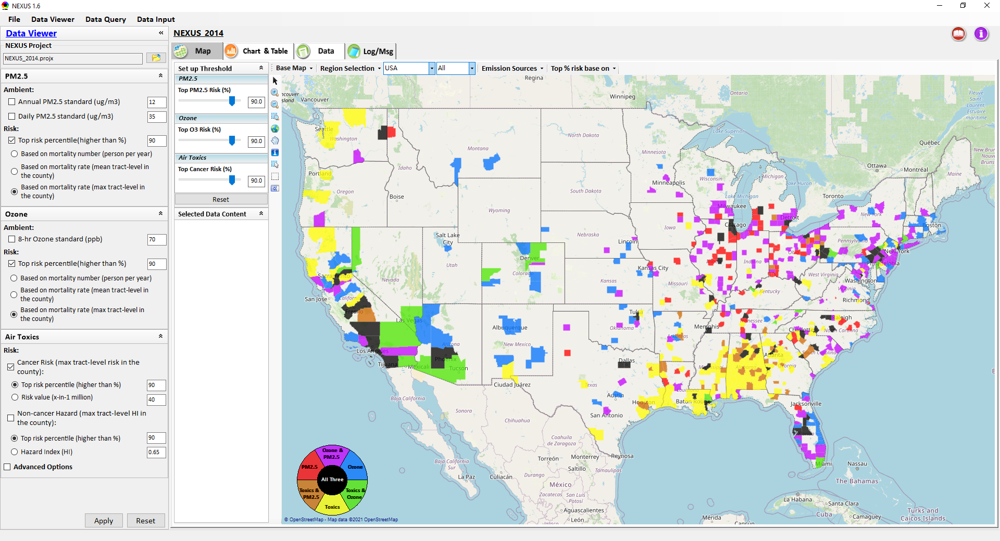 NEXUS 1.6
File Data Viewer Data Query Data Input
Data Viewer «
NEXUS Project
NEXUS_2014.projx
PM2.5
Ambient:
Annual PM2.5 standard (ug/m3) 12
Daily PM2.5 standard (ug/m3) 35
Risk:
Top risk percentile(higher than %) 90
Based on mortality number (person per year)
Based on mortality rate (mean tract-level in
the county)
Based on mortality rate (max tract-level in
the county)
Ozone
Ambient:
8-hr Ozone standard (ppb) 70
Risk:
Top risk percentile(higher than %) 90
Based on mortality number (person per year)
Based on mortality rate (mean tract-level in
the county)
Based on mortality rate (max tract-level in
the county)
Air Toxics
Risk:
Cancer Risk (max tract-level risk in the
county):
Top risk percentile (higher than %) 90
Risk value (x-in-1 million) 40
Non-cancer Hazard (max tract-level HI in
the county):
Top risk percentile (higher than %) 90
Hazard Index (HI) 0.65
Advanced Options
Apply Reset
NEXUS_2014
Map Chart & Table Data Log/Msg
Set up Threshold
PM2.5
Top PM2.5 Risk (%)
90.0
Ozone
Top O3 Risk (%)
90.0
Air Toxics
Top Cancer Risk (%)
90.0
Reset
Selected Data Content
Base Map Region Selection USA All Emission Sources Top % risk base on
Regina
Winnipeg
Ontario
Vancouver
Fleuve
Saint-
Laurent,
Estuaire
maritime
Seattle
Washington
North Dakota
Lake Superior
Québec
Montana
Minnesota
Idaho
Portland
Ottawa
Montréal
Maine
Wisconsin
Michigan
Minneapolis
Lake Huron
Oregon
Boise
South Dakota
Lake Michigan
Toronto
Wyoming
Milwaukee
New York
Detroit
Chicago
Boston
Iowa
Salt Lake
City
Nebraska
Lincoln
Pennsylvania
New York
Denver
Ohio
Illinois
Indiana
Utah
Colorado
Kansas City
Philadelphia
Sacramento
Nevada
Kansas
Missouri
West Virginia
Washington
Kentucky
Virginia
San Jose
California
Richmond
Fresno
Las Vegas
Tulsa
Tennessee
Raleigh
Albuquerque
Oklahoma
Memphis
Charlotte
North Carolina
Arkansas
Arizona
New Mexico
Los Angeles
Phoenix
Dallas
Atlanta
South Carolina
Tijuana
Mexicali
Tucson
Mississippi
Alabama
Georgia
Ciudad Juárez
Texas
Louisiana
Austin
Houston
Baton Rouge
Jacksonville
Baja California
Sonora
Chihuahua
San Antonio
Florida
Coahuila
de Zaragoza
Baja California
Sur
Torreón
Monterrey
Reynosa
Miami
Nassau
Saltillo
Tamaulipas
La Paz
Culiacán
Durango
The Bahamas
México
Zacatecas
San Luis
Potosí
La Habana
Santa Clara
Aguascalientes
Cuba
Turks and
Caicos Islands
Camagüey
León
Mérida
Cancún
Jalisco
Ozone &
PM2.5
PM2.5
Ozone
All Three
Toxics &
PM2.5
Toxics &
Ozone
Toxics
© OpenStreetMap - Map data ©2021 OpenStreetMap